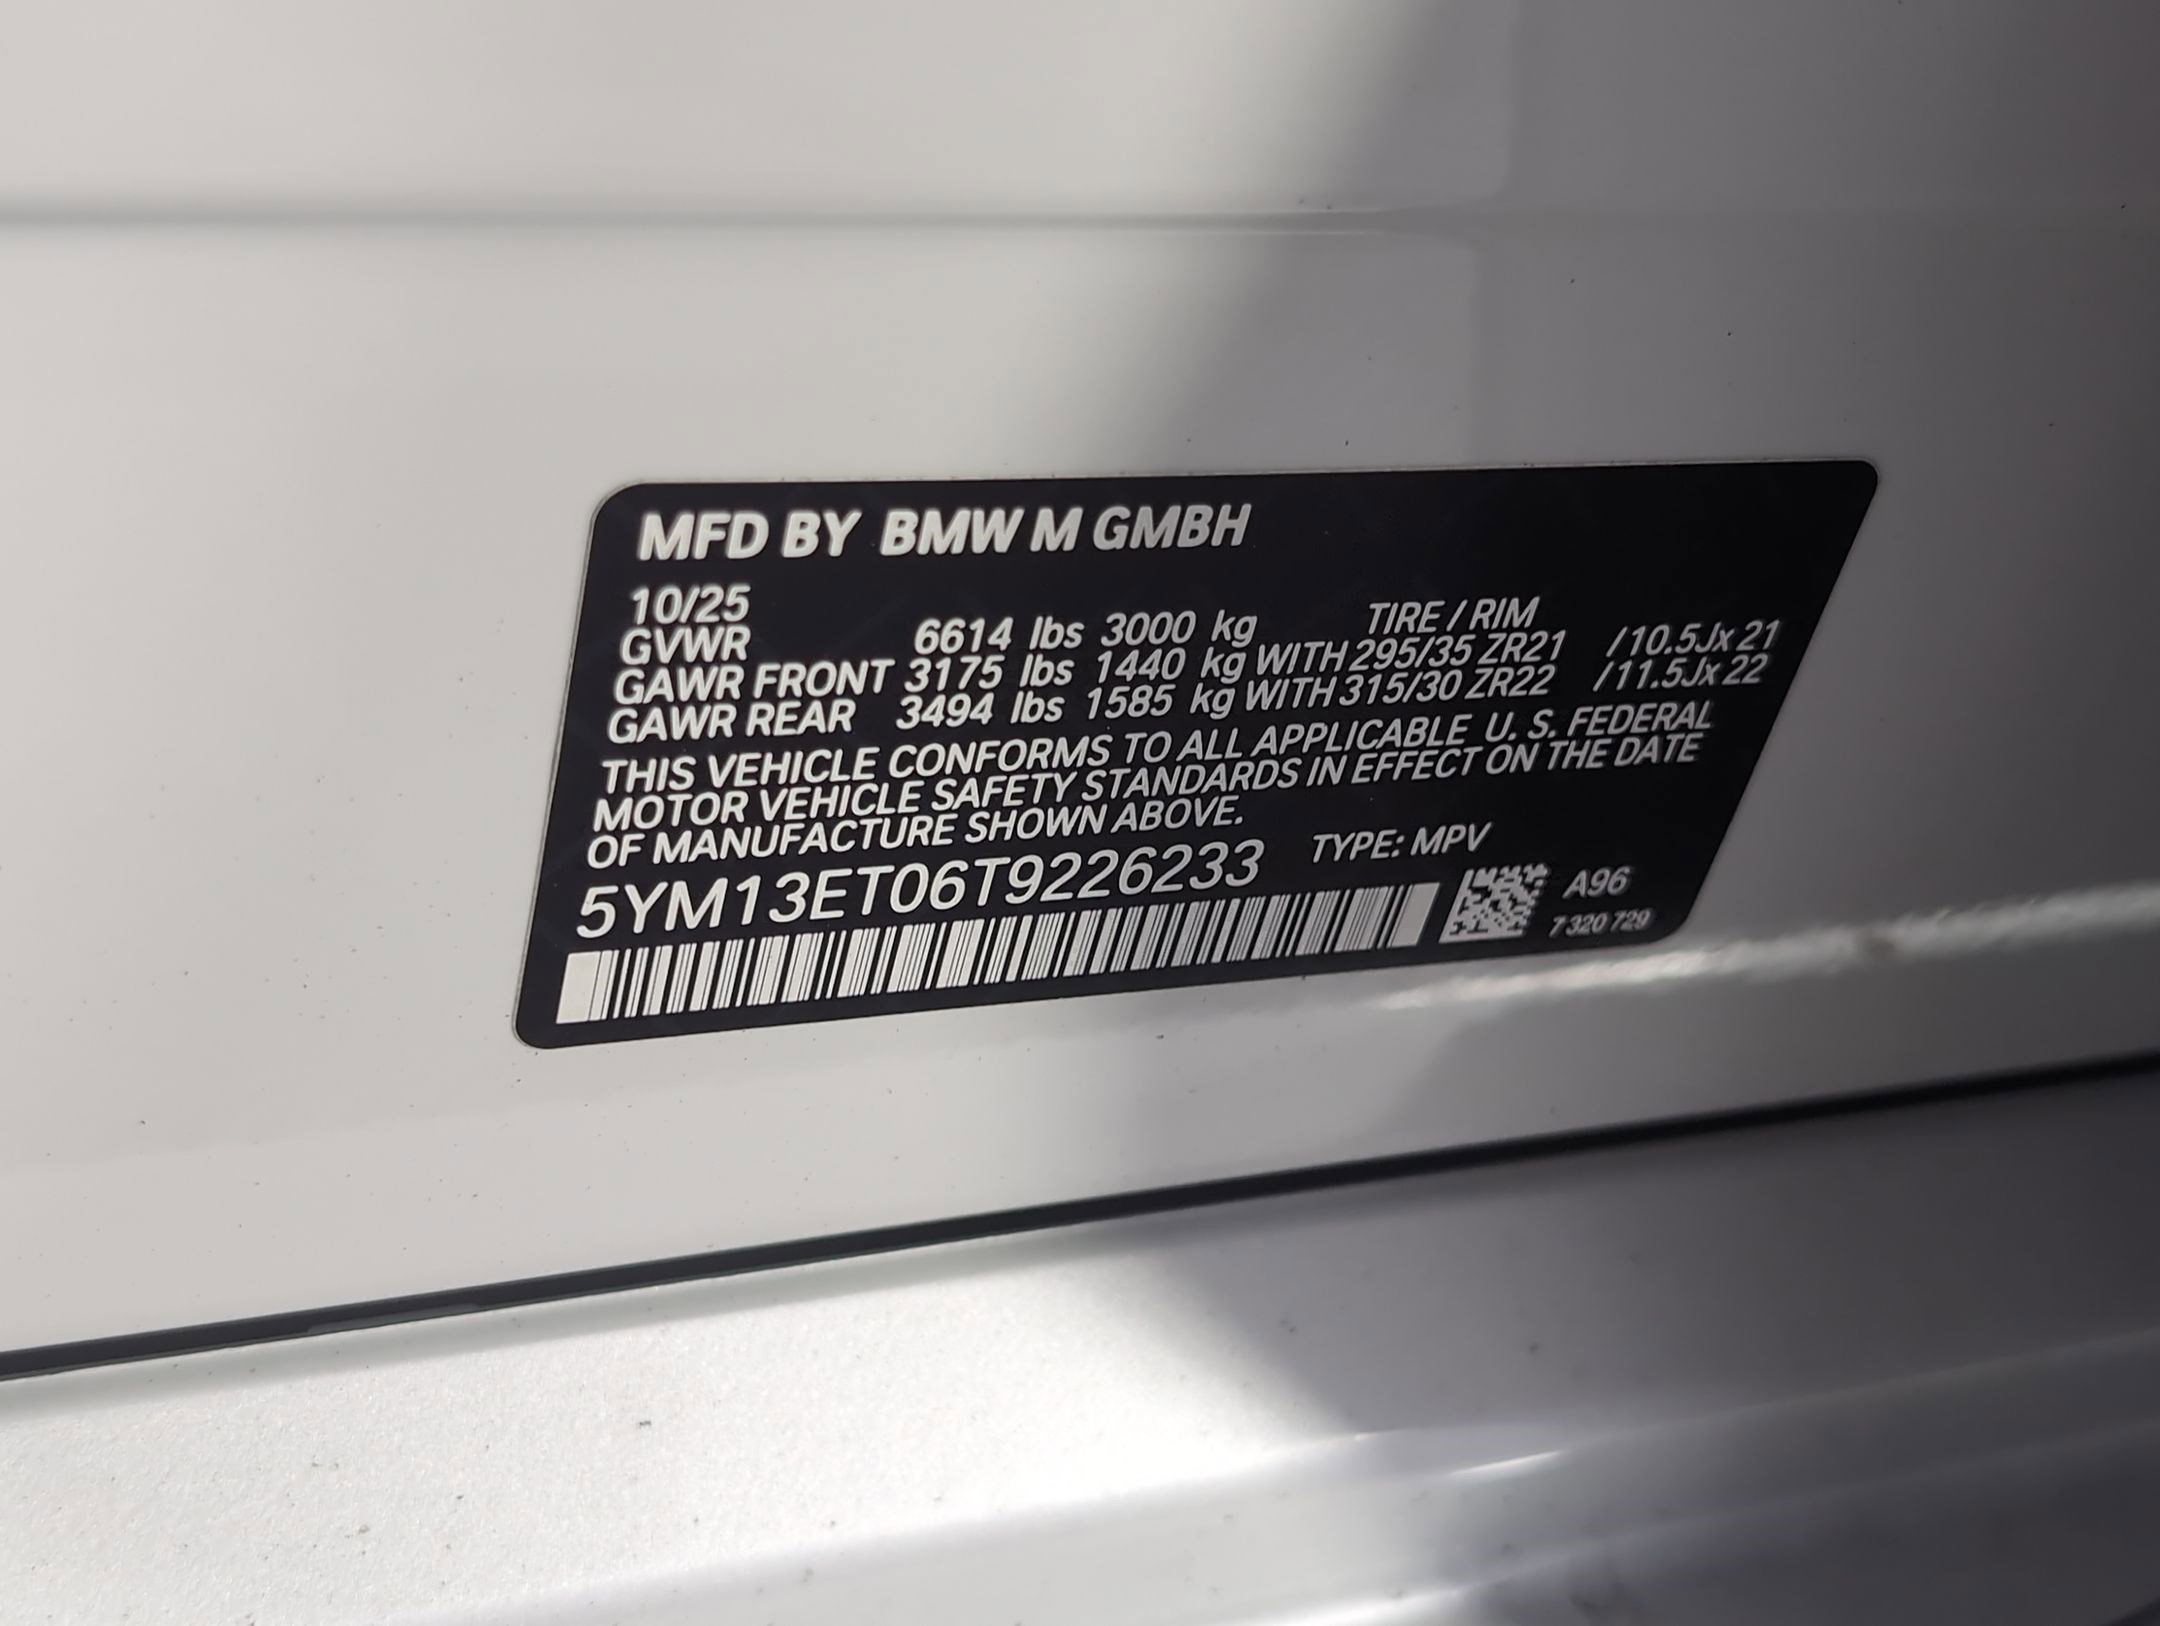 MFD BY BMW M GMBH
10/25
GVWR 6614 lbs 3000 kg TIRE / RIM
GAWR FRONT 3175 lbs 1440 kg WITH 295/35 ZR21 /10.5Jx21
GAWR REAR 3494 lbs 1585 kg WITH 315/30 ZR22 /11.5Jx22
THIS VEHICLE CONFORMS TO ALL APPLICABLE U. S. FEDERAL
MOTOR VEHICLE SAFETY STANDARDS IN EFFECT ON THE DATE
OF MANUFACTURE SHOWN ABOVE.
5YM13ET06T9226233 TYPE: MPV
A96
7 320 729